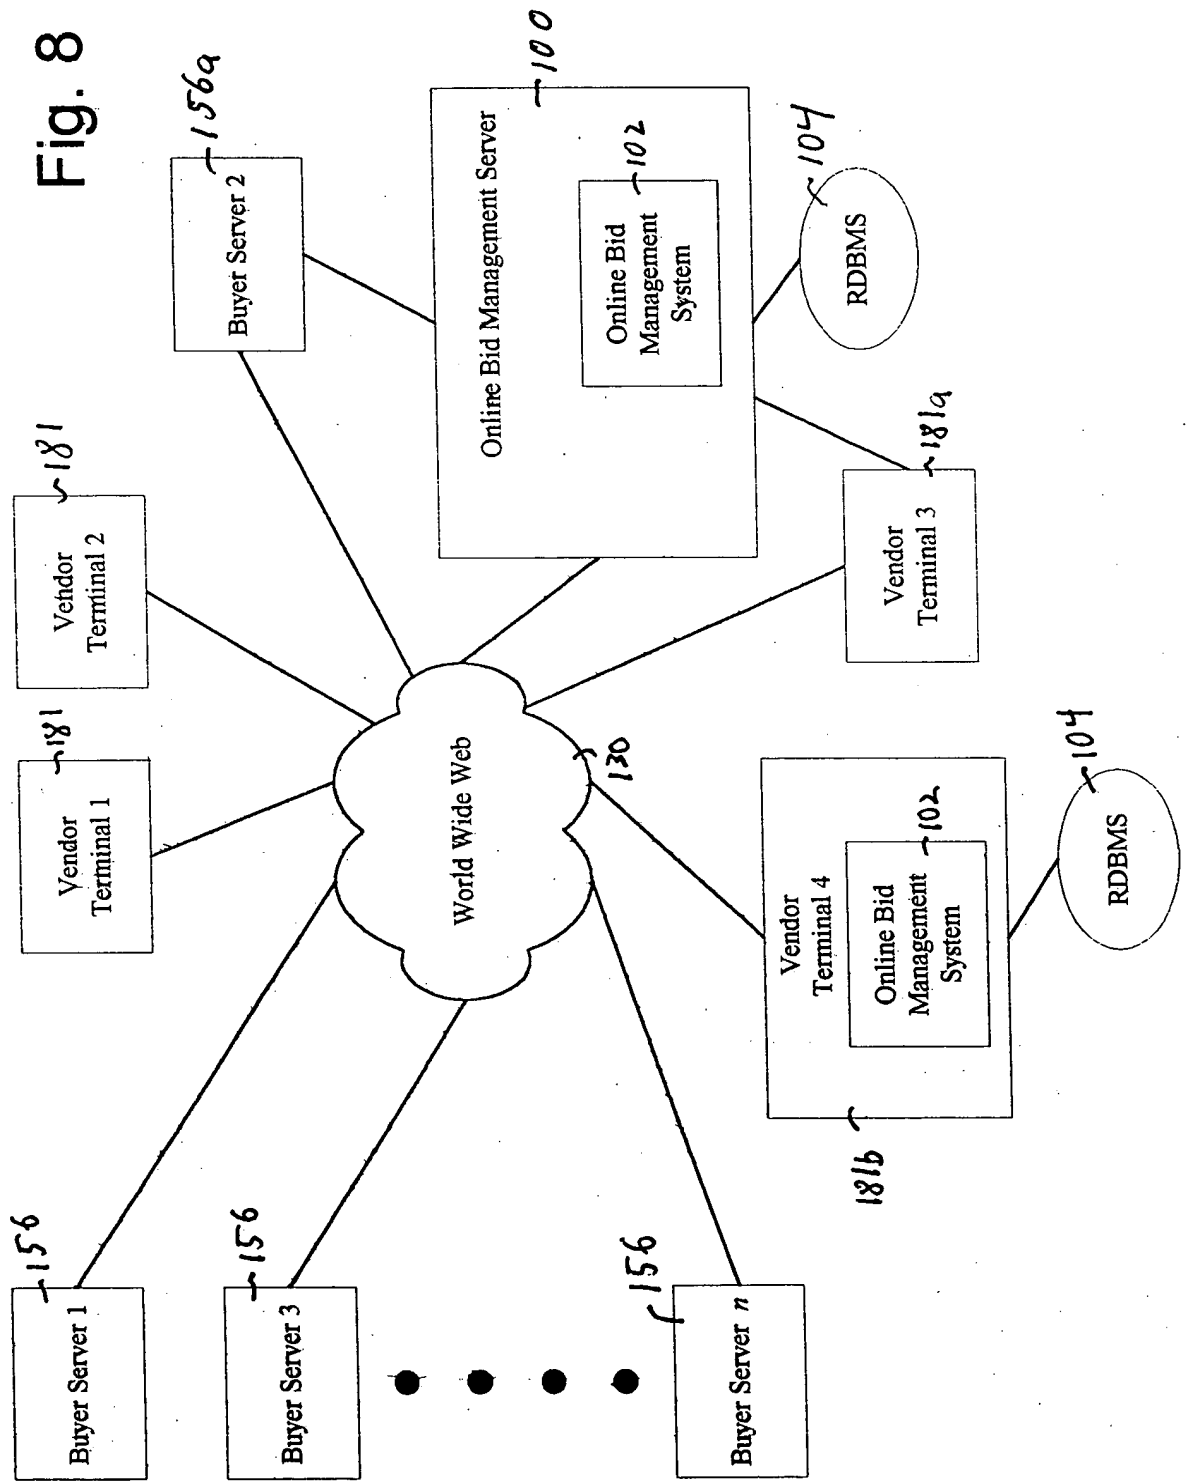 Fig. 8
Buyer Server 1
156
Buyer Server 3
156
Buyer Server n
156
Vendor
Terminal 1
181
Vendor
Terminal 2
181
Buyer Server 2
156a
World Wide Web
130
Online Bid Management Server
100
Online Bid
Management
System
102
RDBMS
104
Vendor
Terminal 3
181a
Vendor
Terminal 4
181b
Online Bid
Management
System
102
RDBMS
104